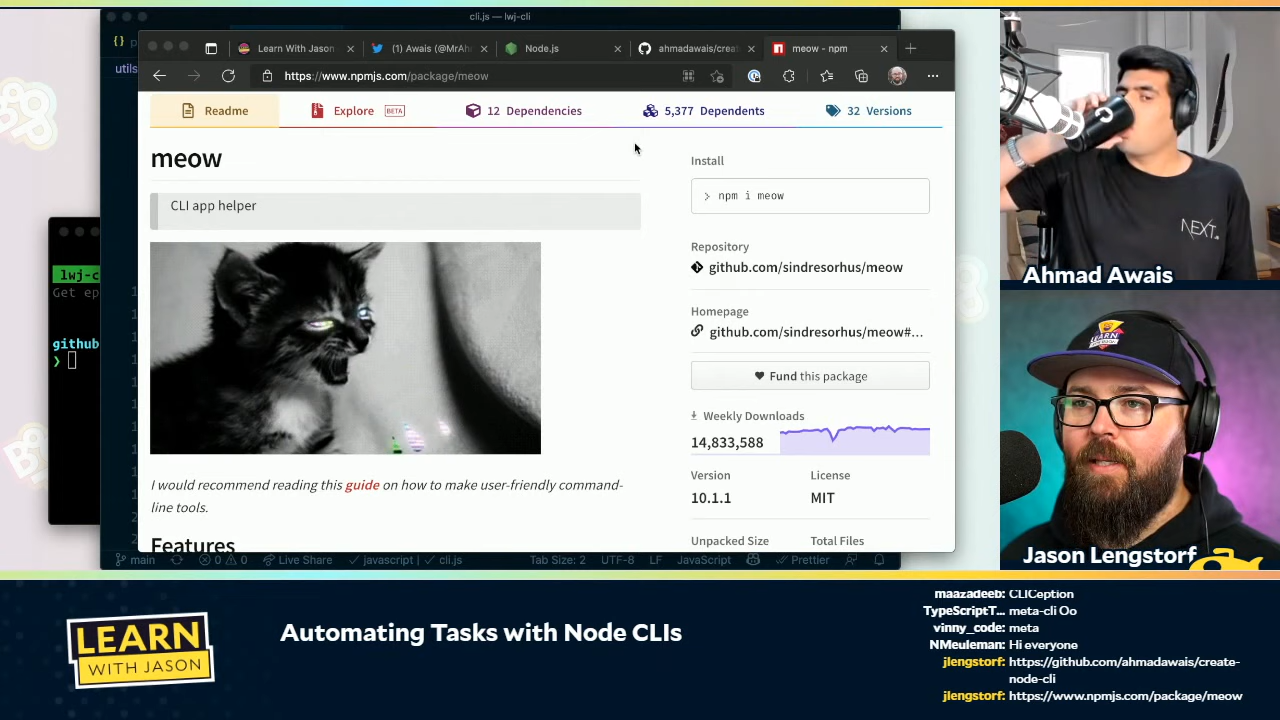 cli.js — lwj-cli
{} p
utils
Learn With Jason
(1) Awais (@MrAh
Node.js
ahmadawais/crea
meow - npm
https://www.npmjs.com/package/meow
Readme
Explore BETA
12 Dependencies
5,377 Dependents
32 Versions
meow
CLI app helper
I would recommend reading this guide on how to make user-friendly command-
line tools.
Features
Install
> npm i meow
Repository
github.com/sindresorhus/meow
Homepage
github.com/sindresorhus/meow#...
Fund this package
Weekly Downloads
14,833,588
Version
License
10.1.1
MIT
Unpacked Size
Total Files
lwj-c
Get ep
github
❯
main
0 0
Live Share
javascript | cli.js
Tab Size: 2
UTF-8
LF
JavaScript
Prettier
NEXT.
Ahmad Awais
LEARN
Jason Lengstorf
LEARN
WITH JASON
Automating Tasks with Node CLIs
maazadeeb: CLICeption
TypeScriptT... meta-cli Oo
vinny_code: meta
NMeuleman: Hi everyone
jlengstorf: https://github.com/ahmadawais/create-
node-cli
jlengstorf: https://www.npmjs.com/package/meow